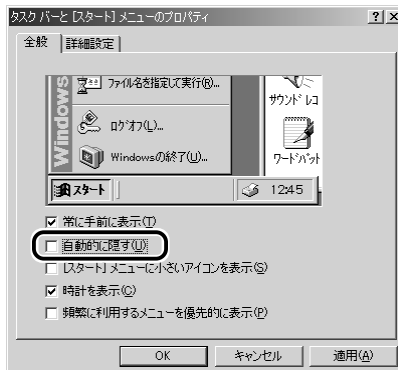 タスク バーと [スタート] メニューのプロパティ
全般
詳細設定
Windows
ファイル名を指定して実行(R)...
ログオフ(L)...
Windowsの終了(U)...
サウンド レコ
ワードパット
スタート
12:45
常に手前に表示(T)
自動的に隠す(U)
[スタート] メニューに小さいアイコンを表示(S)
時計を表示(C)
頻繁に利用するメニューを優先的に表示(P)
OK
キャンセル
適用(A)